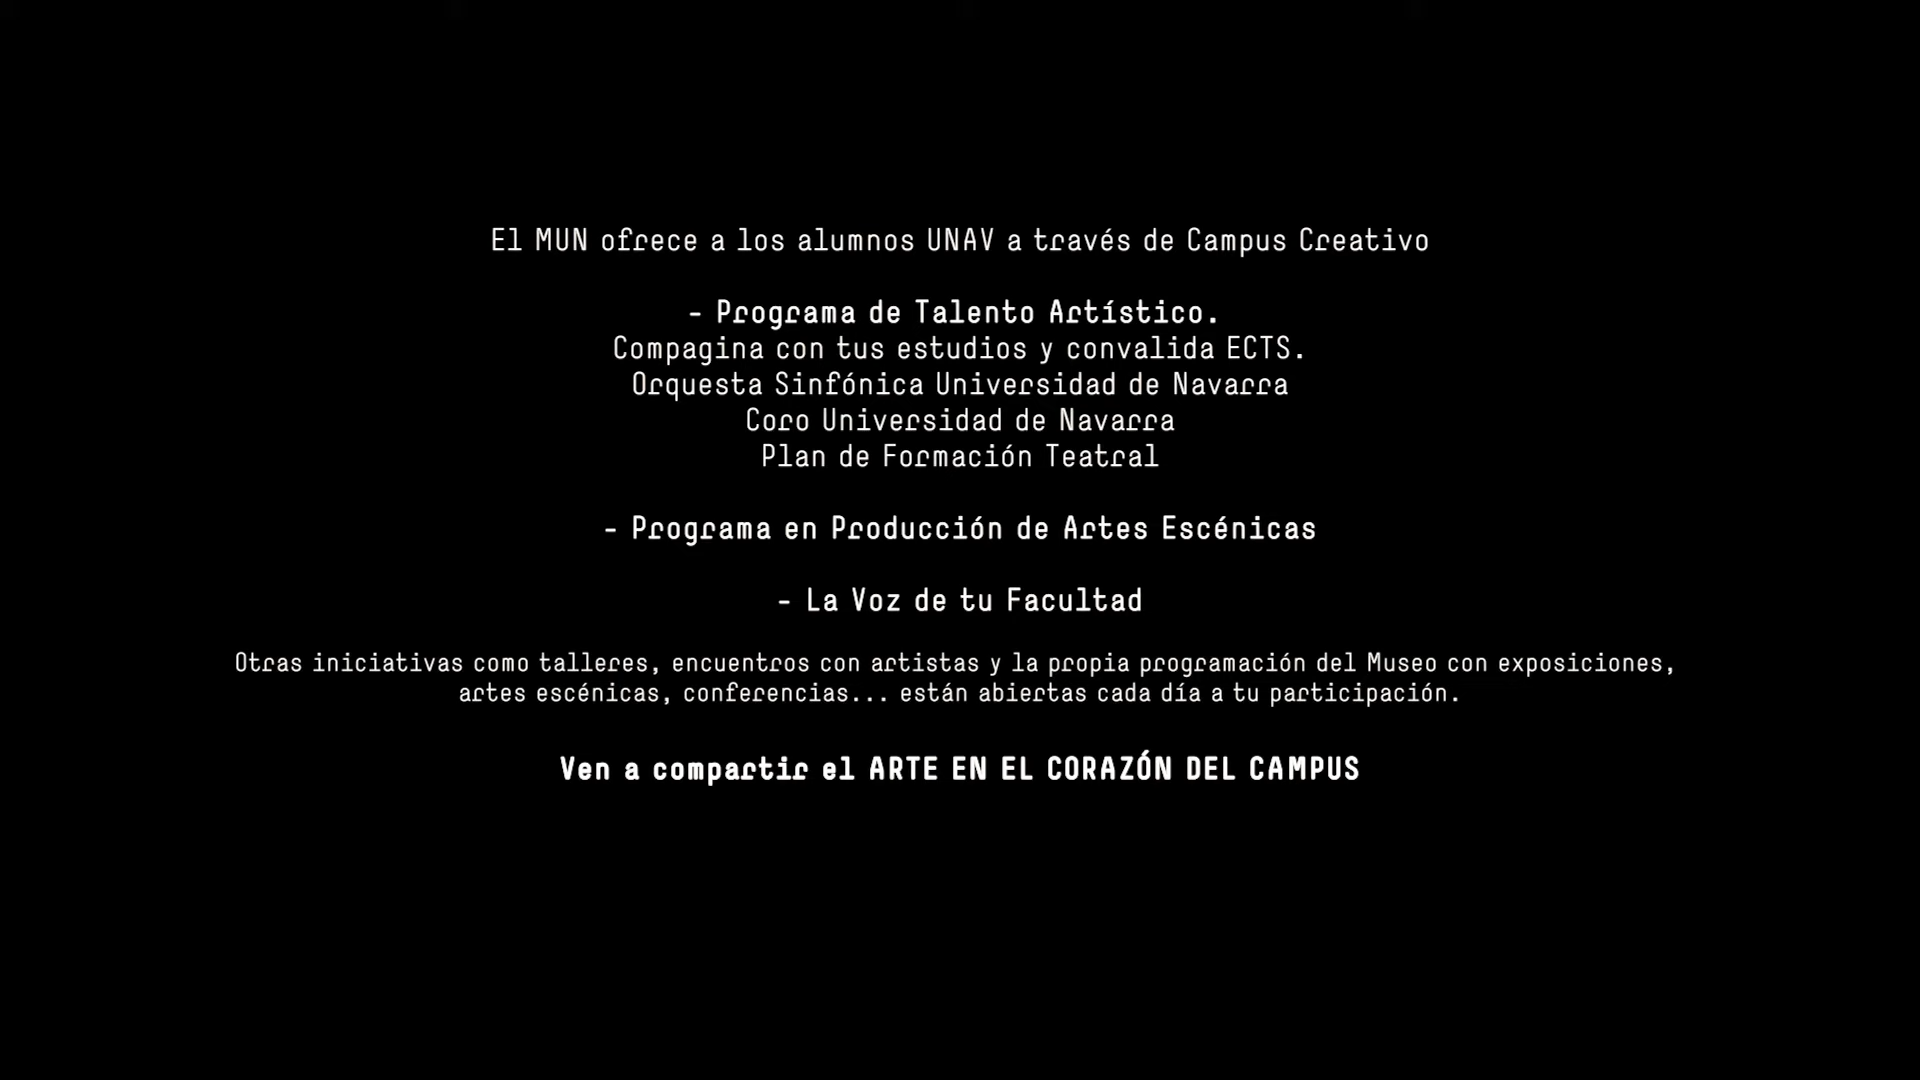 El MUN ofrece a los alumnos UNAV a través de Campus Creativo
- Programa de Talento Artístico.
Compagina con tus estudios y convalida ECTS.
Orquesta Sinfónica Universidad de Navarra
Coro Universidad de Navarra
Plan de Formación Teatral
- Programa en Producción de Artes Escénicas
- La Voz de tu Facultad
Otras iniciativas como talleres, encuentros con artistas y la propia programación del Museo con exposiciones,
artes escénicas, conferencias... están abiertas cada día a tu participación.
Ven a compartir el ARTE EN EL CORAZÓN DEL CAMPUS